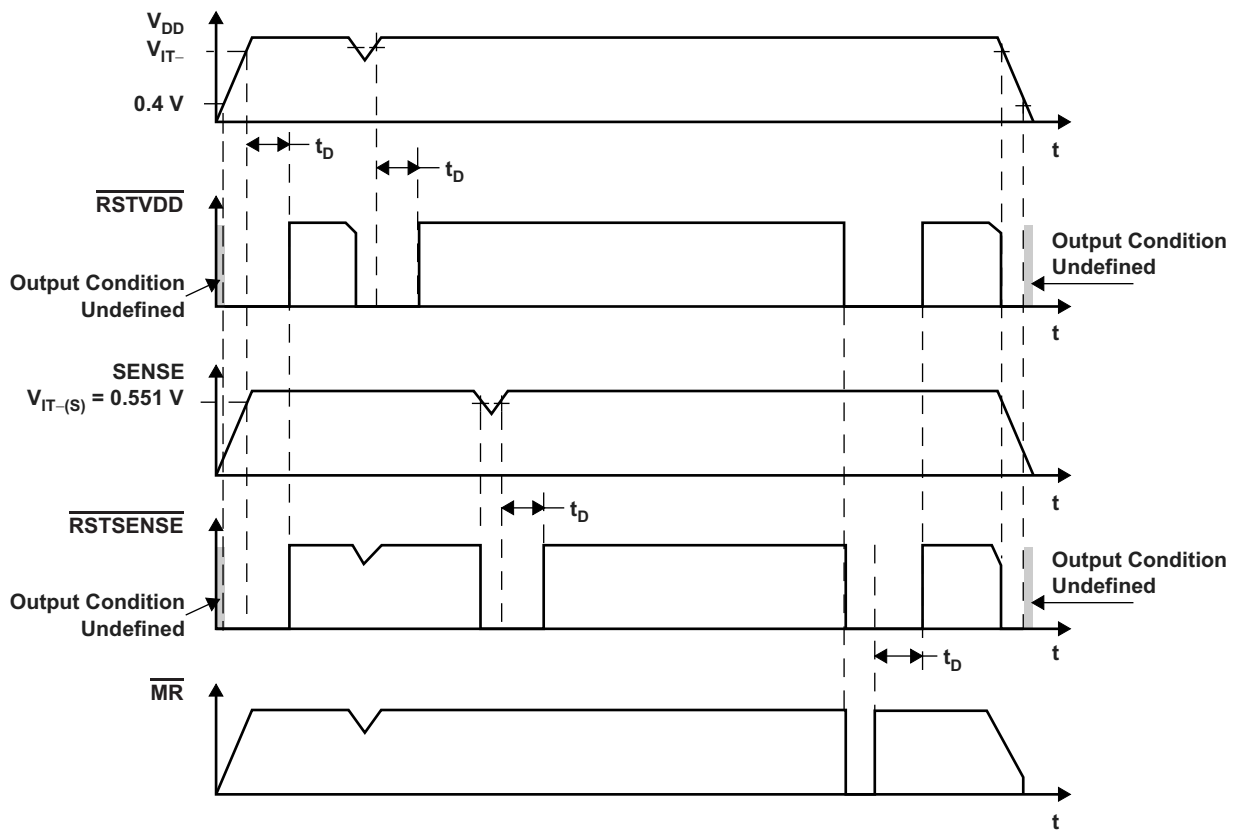 VDD
VIT–
0.4 V
t
tD
tD
RSTVDD
Output Condition
Undefined
Output Condition
Undefined
t
SENSE
VIT–(S) = 0.551 V
t
tD
RSTSENSE
Output Condition
Undefined
Output Condition
Undefined
t
tD
MR
t